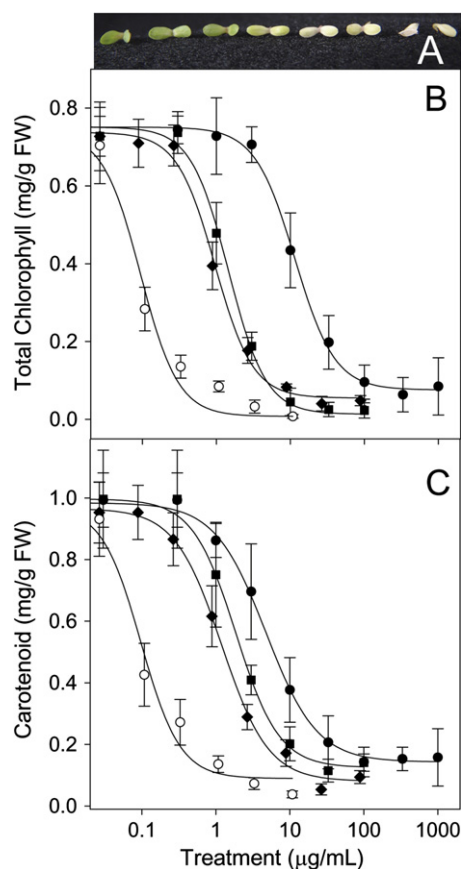 A
B
Total Chlorophyll (mg/g FW)
0.8
0.6
0.4
0.2
0.0
C
Carotenoid (mg/g FW)
1.0
0.8
0.6
0.4
0.2
0.0
0.1 1 10 100 1000
Treatment (μg/mL)